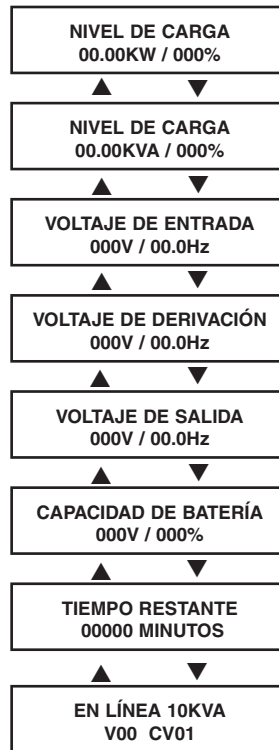 NIVEL DE CARGA
00.00KW / 000%
NIVEL DE CARGA
00.00KVA / 000%
VOLTAJE DE ENTRADA
000V / 00.0Hz
VOLTAJE DE DERIVACIÓN
000V / 00.0Hz
VOLTAJE DE SALIDA
000V / 00.0Hz
CAPACIDAD DE BATERÍA
000V / 000%
TIEMPO RESTANTE
00000 MINUTOS
EN LÍNEA 10KVA
V00 CV01